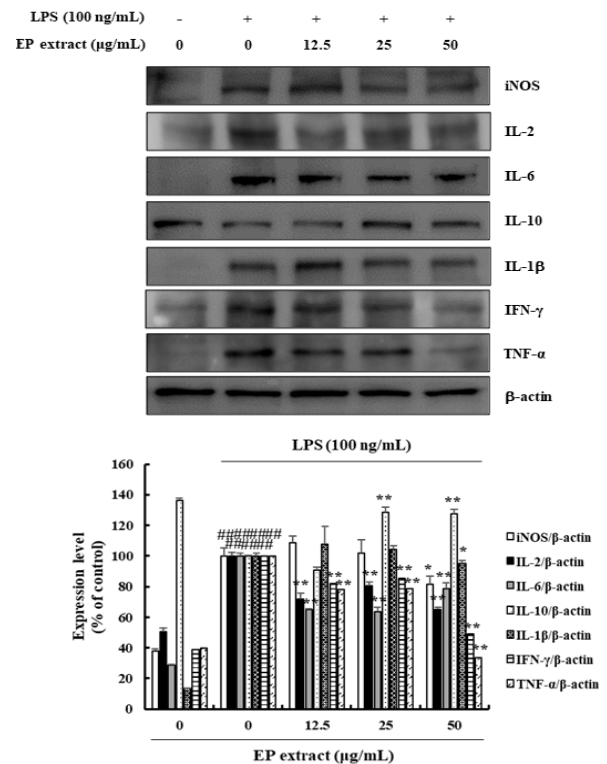 LPS (100 ng/mL) - + + + +
EP extract (μg/mL) 0 0 12.5 25 50
iNOS
IL-2
IL-6
IL-10
IL-1β
IFN-γ
TNF-α
β-actin
LPS (100 ng/mL)
Expression level
(% of control)
160
140
120
100
80
60
40
20
0
iNOS/β-actin
IL-2/β-actin
IL-6/β-actin
IL-10/β-actin
IL-1β/β-actin
IFN-γ/β-actin
TNF-α/β-actin
0 0 12.5 25 50
EP extract (μg/mL)